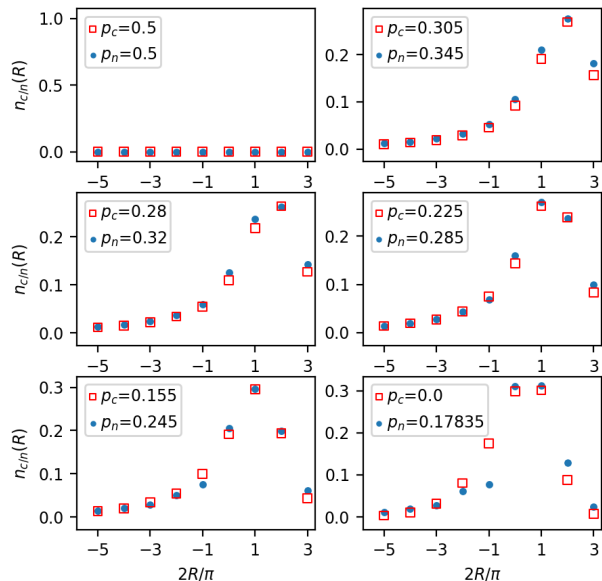 1.0
0.5
0.0
n_{c/n}(R)
p_c=0.5
p_n=0.5
−5 −3 −1 1 3
0.2
0.1
0.0
p_c=0.305
p_n=0.345
−5 −3 −1 1 3
0.2
0.1
0.0
n_{c/n}(R)
p_c=0.28
p_n=0.32
−5 −3 −1 1 3
0.2
0.1
0.0
p_c=0.225
p_n=0.285
−5 −3 −1 1 3
0.3
0.2
0.1
0.0
n_{c/n}(R)
p_c=0.155
p_n=0.245
−5 −3 −1 1 3
2R/π
0.3
0.2
0.1
0.0
p_c=0.0
p_n=0.17835
−5 −3 −1 1 3
2R/π